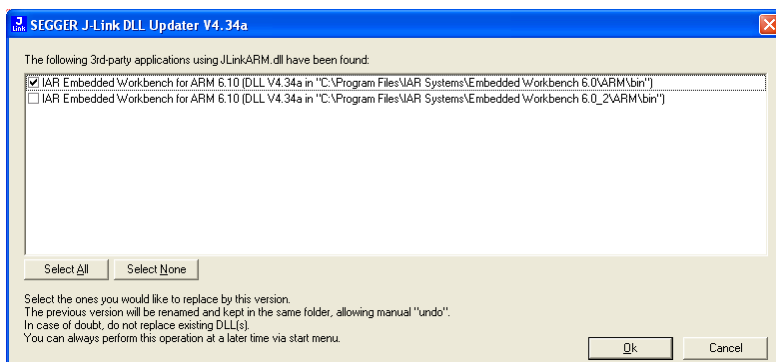 J
Link
SEGGER J-Link DLL Updater V4.34a
The following 3rd-party applications using JLinkARM.dll have been found:
IAR Embedded Workbench for ARM 6.10 (DLL V4.34a in "C:\Program Files\IAR Systems\Embedded Workbench 6.0\ARM\bin")
IAR Embedded Workbench for ARM 6.10 (DLL V4.34a in "C:\Program Files\IAR Systems\Embedded Workbench 6.0_2\ARM\bin")
Select All Select None
Select the ones you would like to replace by this version.
The previous version will be renamed and kept in the same folder, allowing manual "undo".
In case of doubt, do not replace existing DLL(s).
You can always perform this operation at a later time via start menu.
Ok Cancel